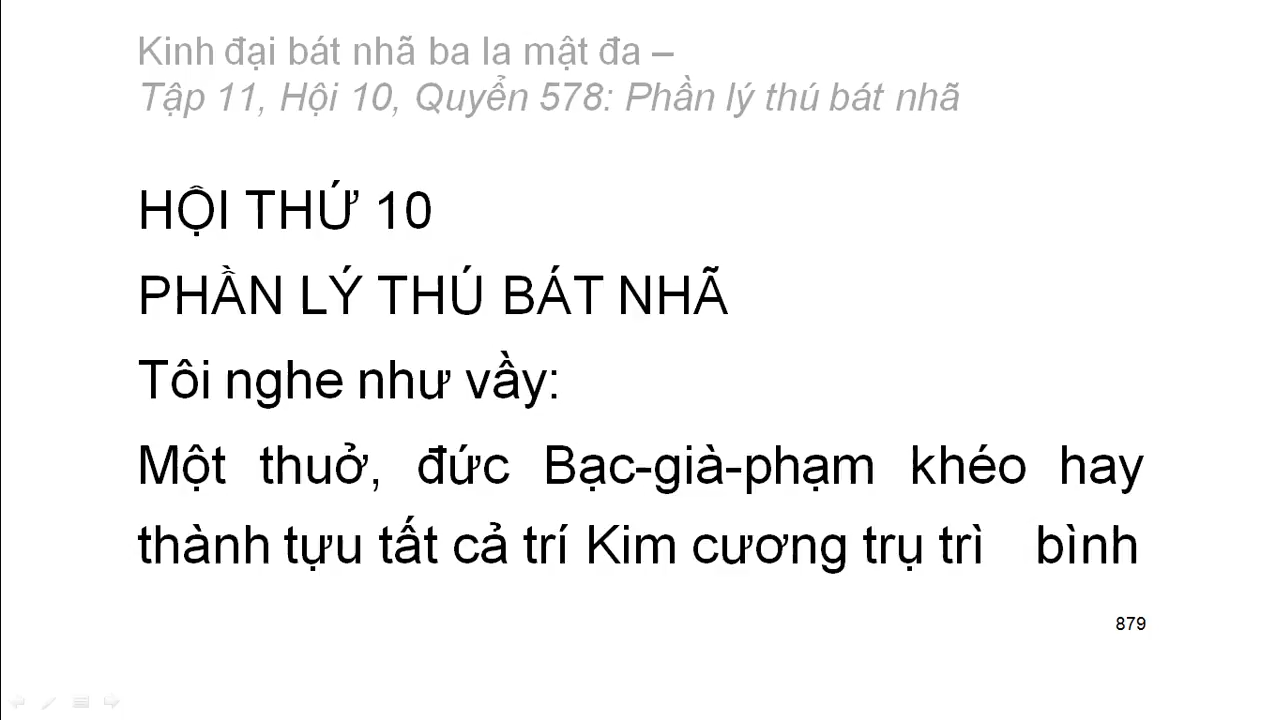 Kinh đại bát nhã ba la mật đa –
Tập 11, Hội 10, Quyển 578: Phần lý thú bát nhã
HỘI THỨ 10
PHẦN LÝ THÚ BÁT NHÃ
Tôi nghe như vầy:
Một thuở, đức Bạc-già-phạm khéo hay
thành tựu tất cả trí Kim cương trụ trì bình
879